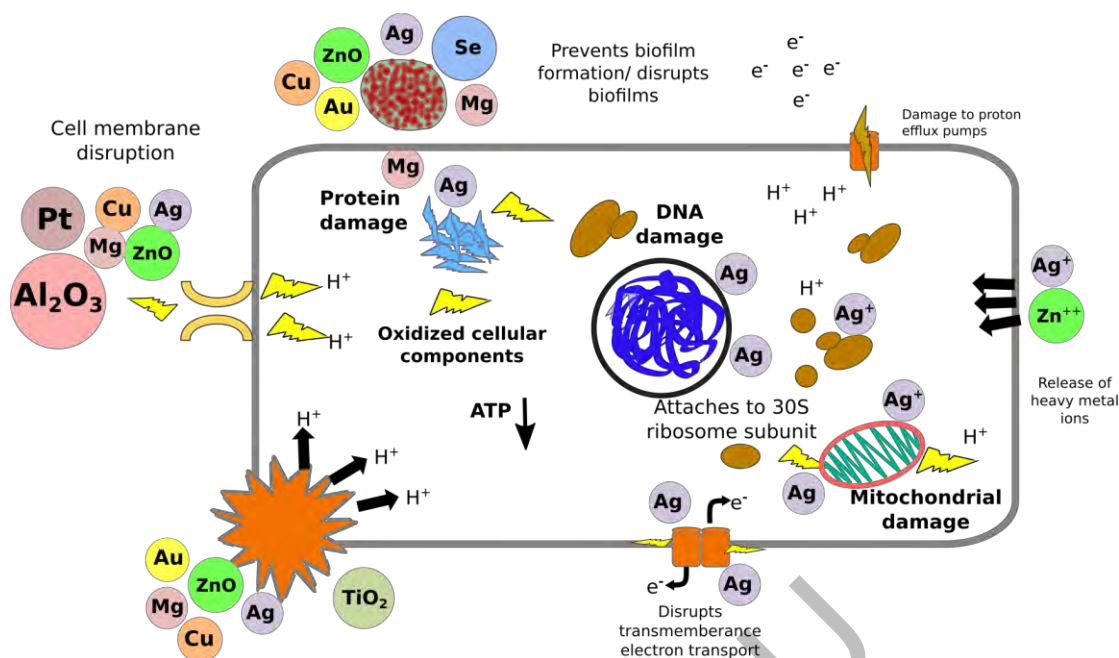 Ag
Se
ZnO
Cu
Au
Mg
Prevents biofilm
formation/ disrupts
biofilms
e-
e-
e-
e-
e-
Damage to proton
efflux pumps
Cell membrane
disruption
Pt
Cu
Ag
Mg
ZnO
Al₂O₃
Mg
Ag
Protein
damage
DNA
damage
H⁺
H⁺
H⁺
H⁺
H⁺
H⁺
Oxidized cellular
components
Ag
Ag
Ag⁺
Ag⁺
Zn⁺⁺
Release of
heavy metal
ions
ATP
Attaches to 30S
ribosome subunit
Ag⁺
H⁺
Ag
Mitochondrial
damage
H⁺
H⁺
H⁺
Au
ZnO
Mg
Ag
Cu
TiO₂
Ag
e-
e-
Ag
Disrupts
transmemberance
electron transport